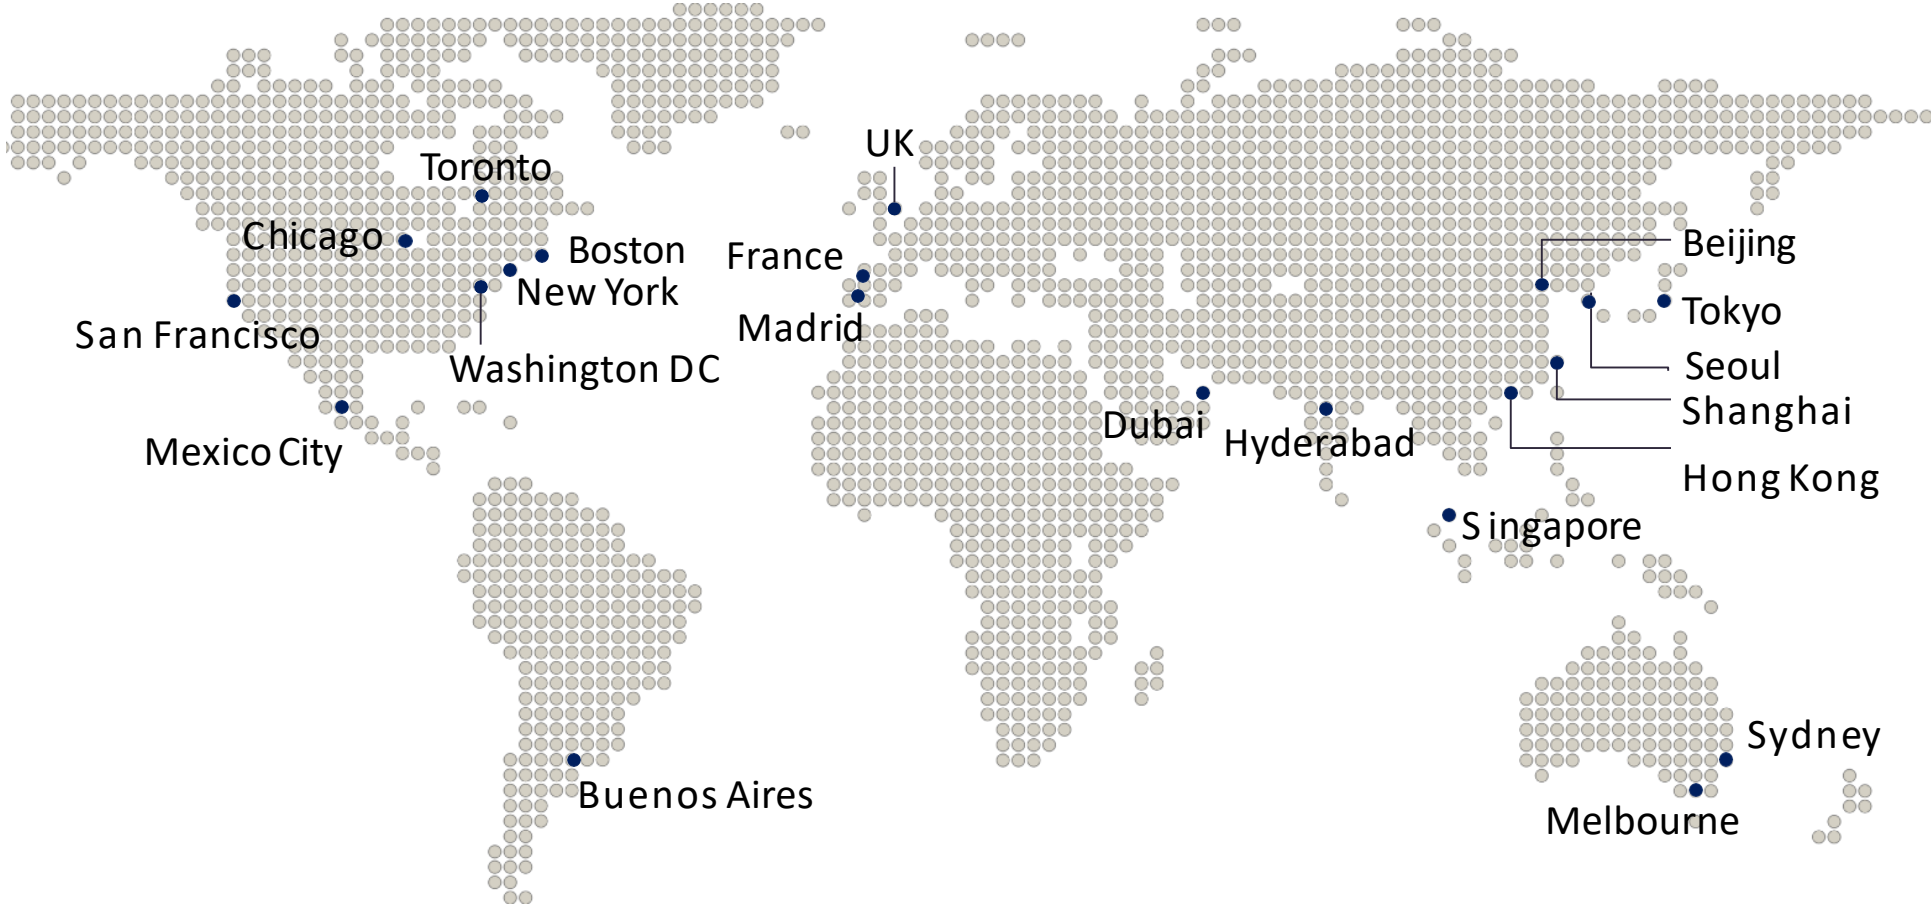 UK
Toronto
Chicago
Boston
France
Beijing
New York
San Francisco
Madrid
Tokyo
Washington DC
Seoul
Dubai
Shanghai
Hyderabad
Mexico City
Hong Kong
Singapore
Sydney
Buenos Aires
Melbourne